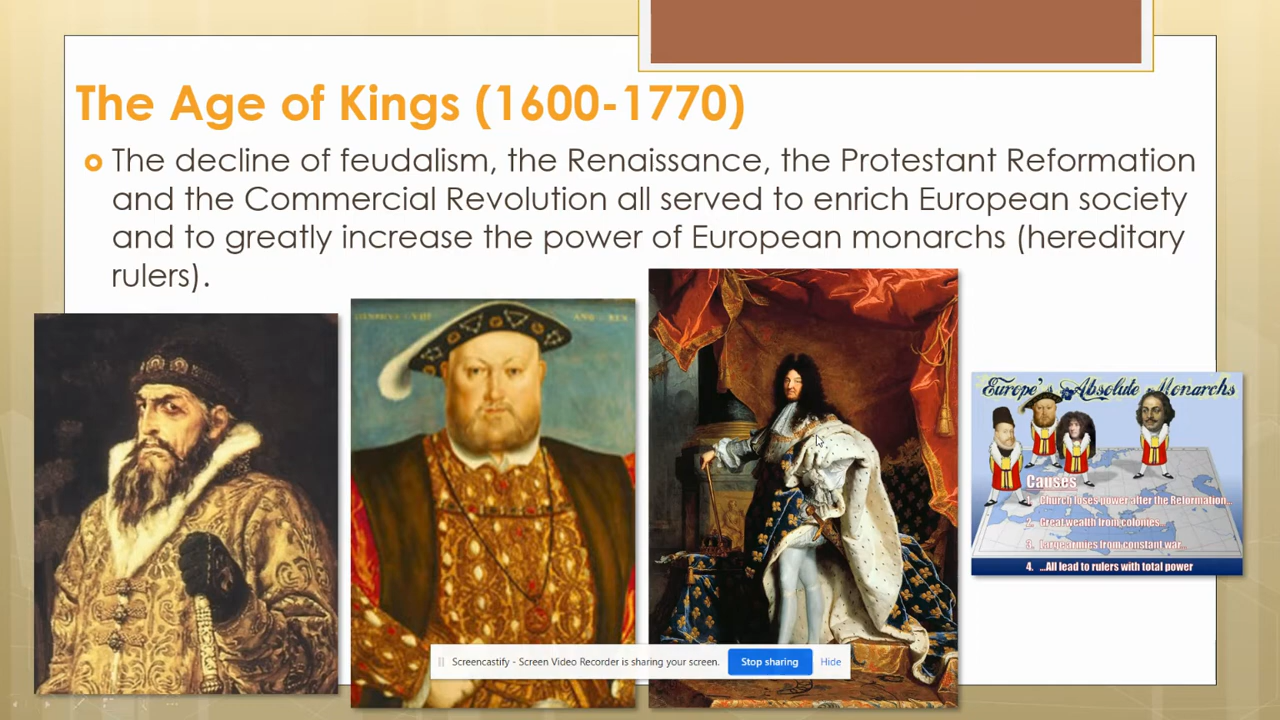 The Age of Kings (1600-1770)
The decline of feudalism, the Renaissance, the Protestant Reformation
and the Commercial Revolution all served to enrich European society
and to greatly increase the power of European monarchs (hereditary
rulers).
Europe's Absolute Monarchs
Causes
1. Church loses power after the Reformation...
2. Great wealth from colonies...
3. Large armies from constant war...
4. ...All lead to rulers with total power
Screencastify - Screen Video Recorder is sharing your screen.
Stop sharing
Hide